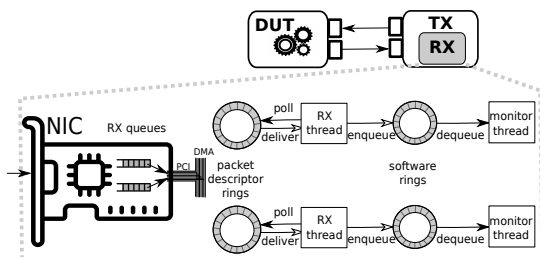 DUT
TX
RX
NIC
RX queues
PCI
DMA
packet
descriptor
rings
poll
deliver
RX
thread
enqueue
dequeue
monitor
thread
software
rings
poll
deliver
RX
thread
enqueue
dequeue
monitor
thread